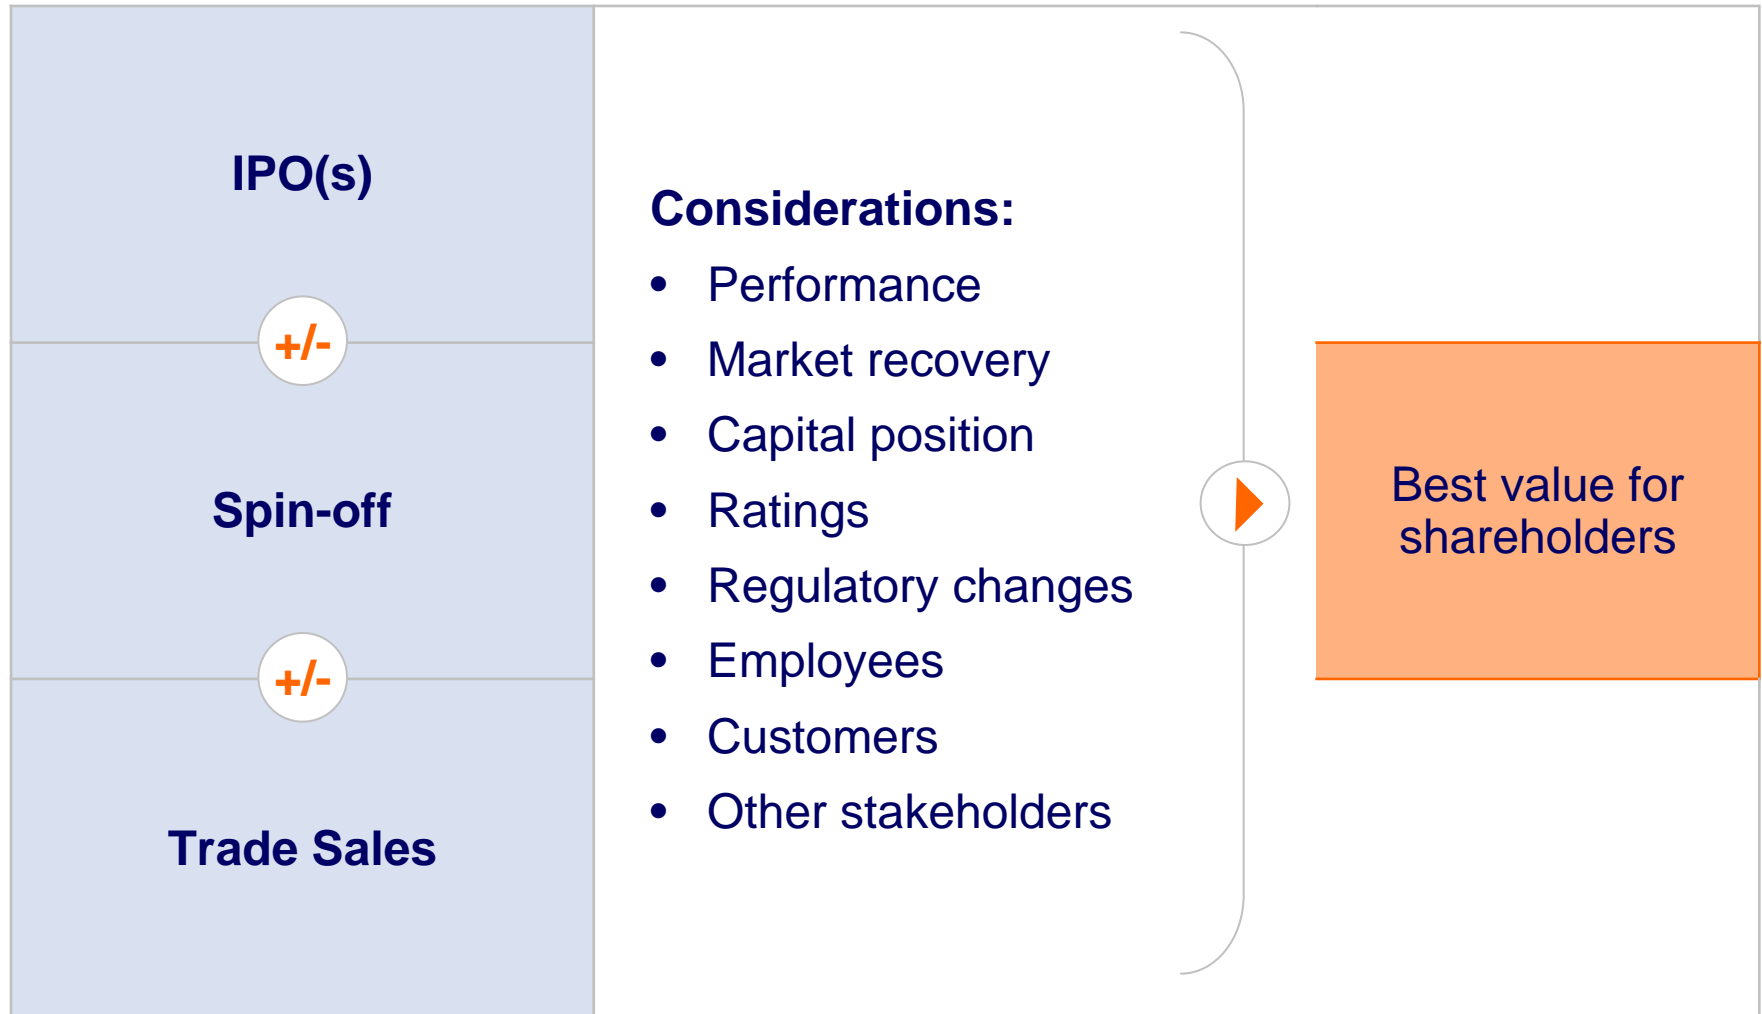 IPO(s)
+/-
Spin-off
+/-
Trade Sales
Considerations:
• Performance
• Market recovery
• Capital position
• Ratings
• Regulatory changes
• Employees
• Customers
• Other stakeholders
Best value for
shareholders